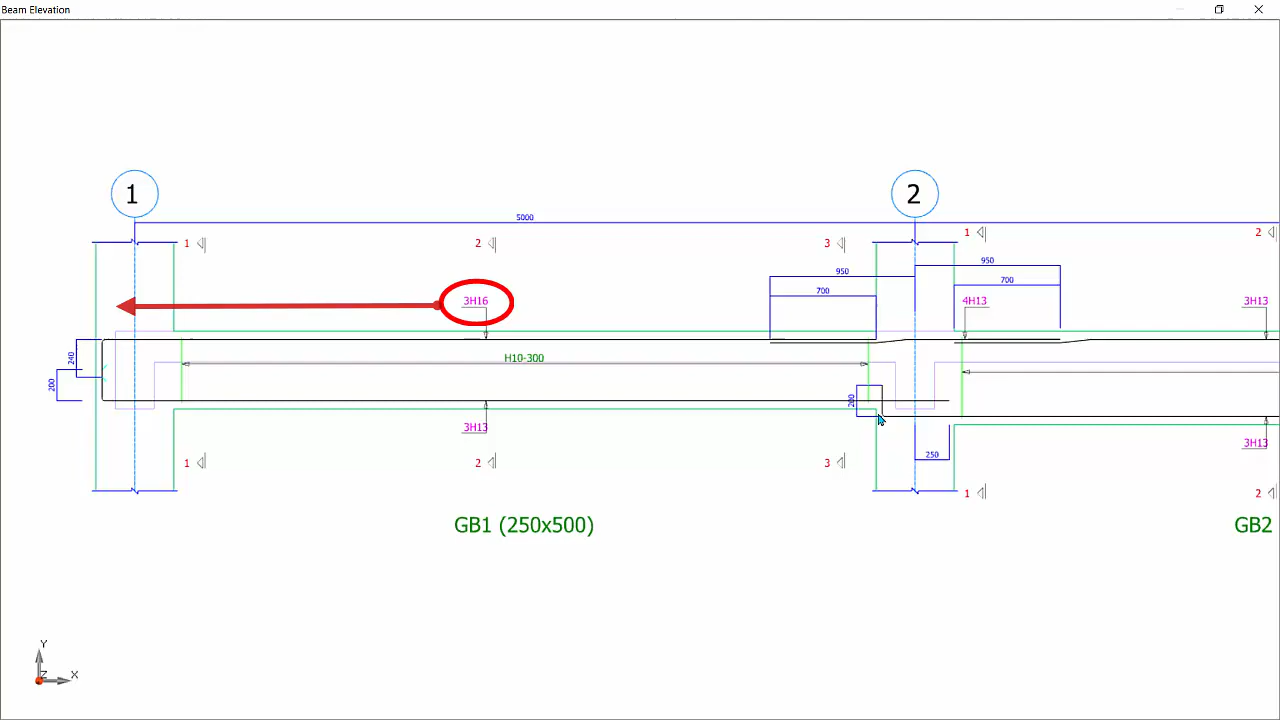 Beam Elevation
1
2
5000
1
2
3
1
2
950
950
700
700
3H16
4H13
3H13
240
200
H10-300
200
3H13
250
3H13
1
2
3
1
2
GB1 (250x500)
GB2
Y
Z
X